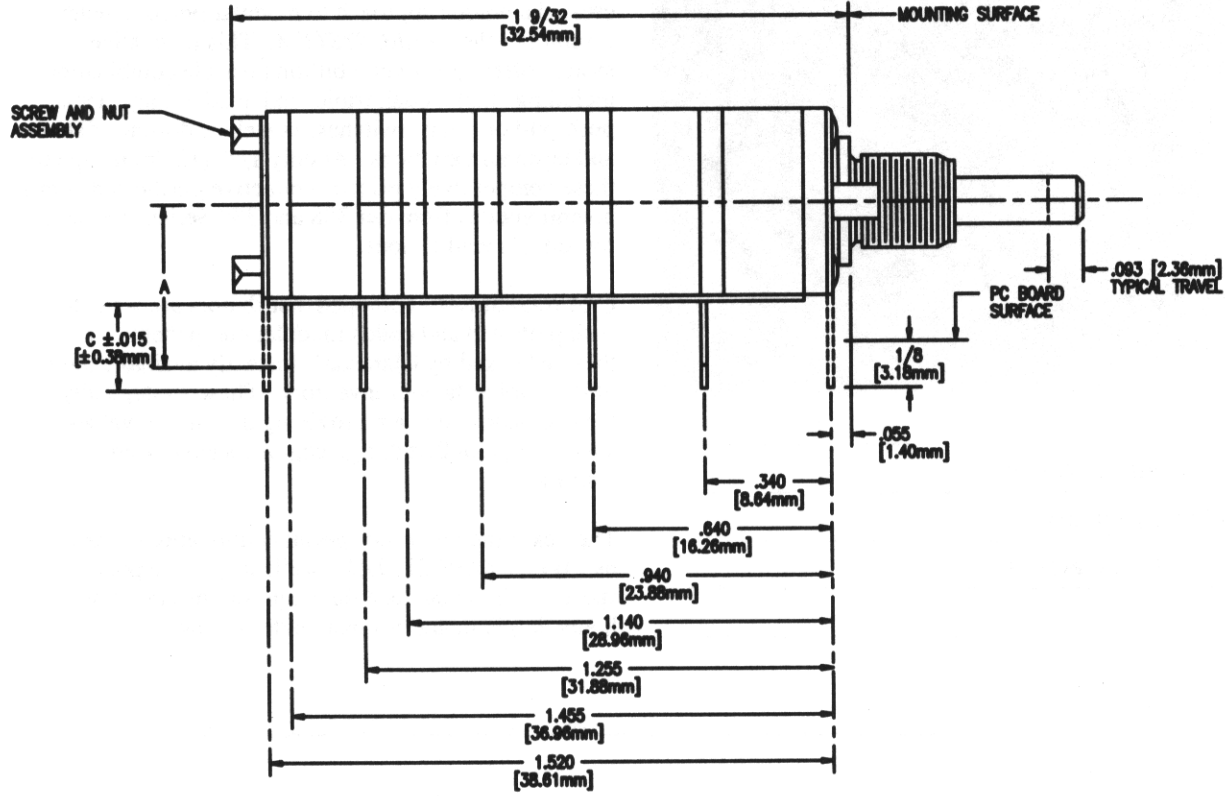 1 9/32
[32.54mm]
MOUNTING SURFACE
SCREW AND NUT
ASSEMBLY
A
C ±.015
[±0.38mm]
.093 [2.36mm]
TYPICAL TRAVEL
PC BOARD
SURFACE
1/8
[3.18mm]
.055
[1.40mm]
.340
[8.64mm]
.640
[16.26mm]
.940
[23.88mm]
1.140
[28.96mm]
1.255
[31.88mm]
1.455
[36.96mm]
1.520
[38.61mm]